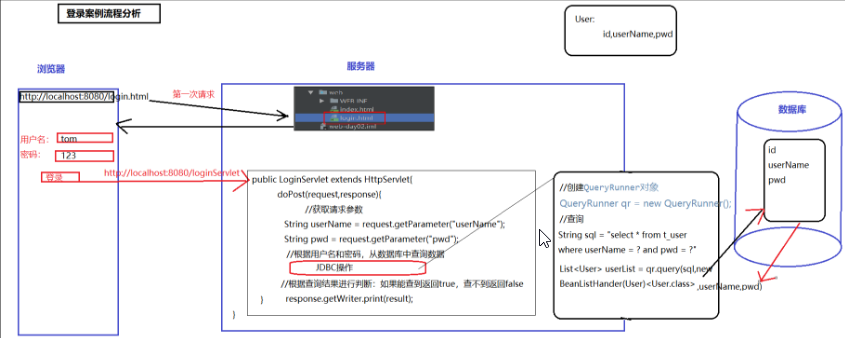 登录案例流程分析
User:
id,userName,pwd
浏览器
服务器
数据库
http://localhost:8080/login.html
第一次请求
web
WEB-INF
index.html
login.html
web-day02.iml
用户名:
tom
密码:
123
登录
http://localhost:8080/loginServlet
public LoginServlet extends HttpServlet{
doPost(request,response){
//获取请求参数
String userName = request.getParameter("userName");
String pwd = request.getParameter("pwd");
//根据用户名和密码，从数据库中查询数据
JDBC操作
//根据查询结果进行判断：如果能查到返回true，查不到返回false
response.getWriter.print(result);
}
}
//创建QueryRunner对象
QueryRunner qr = new QueryRunner();
//查询
String sql = "select * from t_user
where userName = ? and pwd = ?"
List<User> userList = qr.query(sql,new
BeanListHander(User)<User.class> ,userName,pwd)
id
userName
pwd